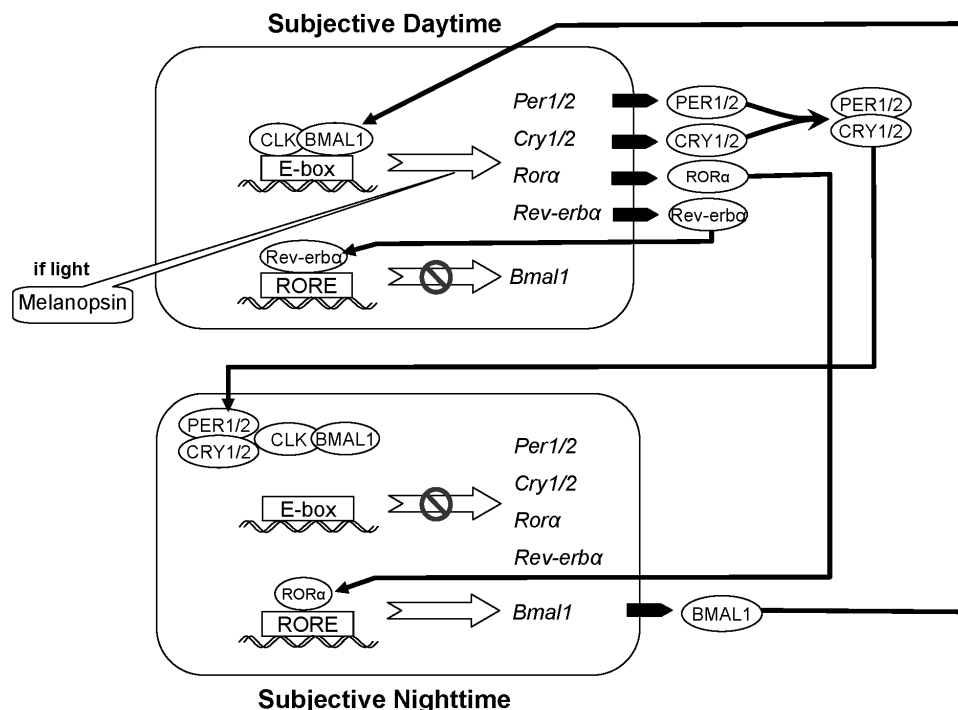 Subjective Daytime
Per1/2
PER1/2
PER1/2
CLK
BMAL1
Cry1/2
CRY1/2
CRY1/2
E-box
Rorα
RORα
Rev-erbα
Rev-erbα
if light
Rev-erbα
Melanopsin
RORE
Bmal1
PER1/2
CRY1/2
CLK
BMAL1
Per1/2
Cry1/2
E-box
Rorα
Rev-erbα
RORα
RORE
Bmal1
BMAL1
Subjective Nighttime